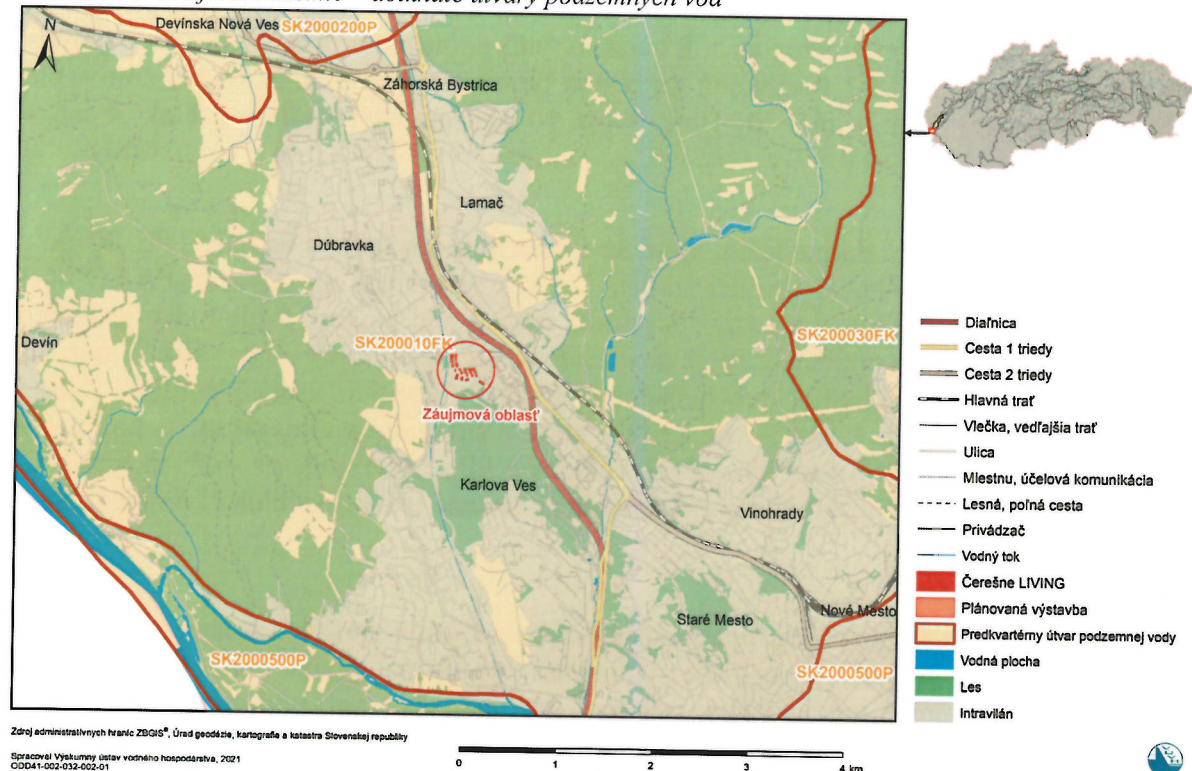 útvary podzemných vôd
N
Devínska Nová Ves SK2000200P
Záhorská Bystrica
Lamač
Dúbravka
SK200030FK
Devín
SK200010FK
Záujmová oblasť
Karlova Ves
Vinohrady
Nové Mesto
Staré Mesto
SK2000500P
SK2000500P
Diaľnica
Cesta 1 triedy
Cesta 2 triedy
Hlavná trať
Vlečka, vedľajšia trať
Ulica
Miestnu, účelová komunikácia
Lesná, poľná cesta
Privádzač
Vodný tok
Čerešne LIVING
Plánovaná výstavba
Predkvartérny útvar podzemnej vody
Vodná plocha
Les
Intravilán
Zdroj administratívnych hraníc ZBGIS®, Úrad geodézie, kartografie a katastra Slovenskej republiky
Spracoval Výskumný ústav vodného hospodárstva, 2021
ODD41-002-032-002-01
0 1 2 3 4 km